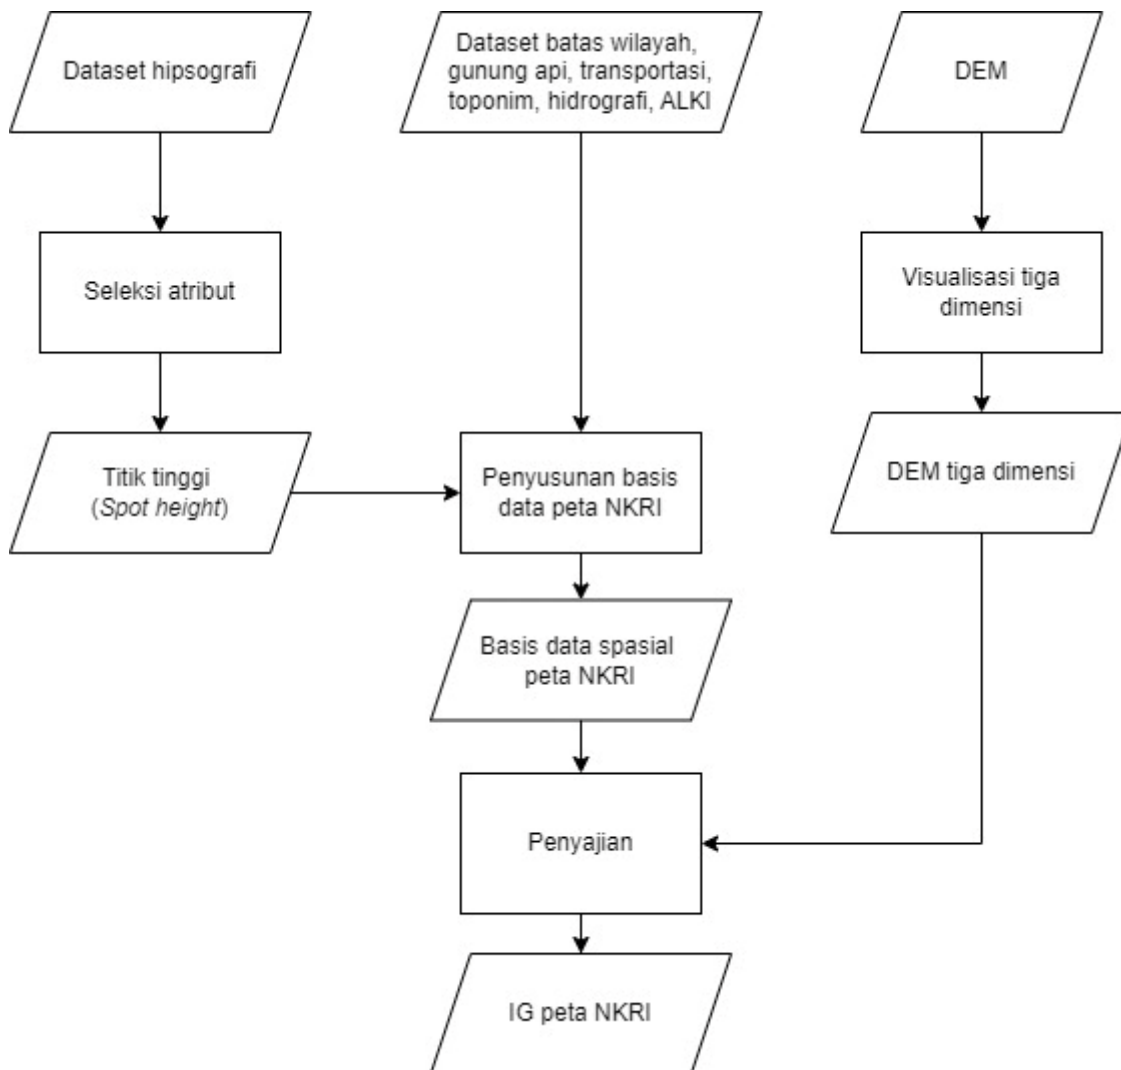 Dataset hipsografi
Dataset batas wilayah,
gunung api, transportasi,
toponim, hidrografi, ALKI
DEM
Seleksi atribut
Visualisasi tiga
dimensi
Titik tinggi
(Spot height)
Penyusunan basis
data peta NKRI
DEM tiga dimensi
Basis data spasial
peta NKRI
Penyajian
IG peta NKRI